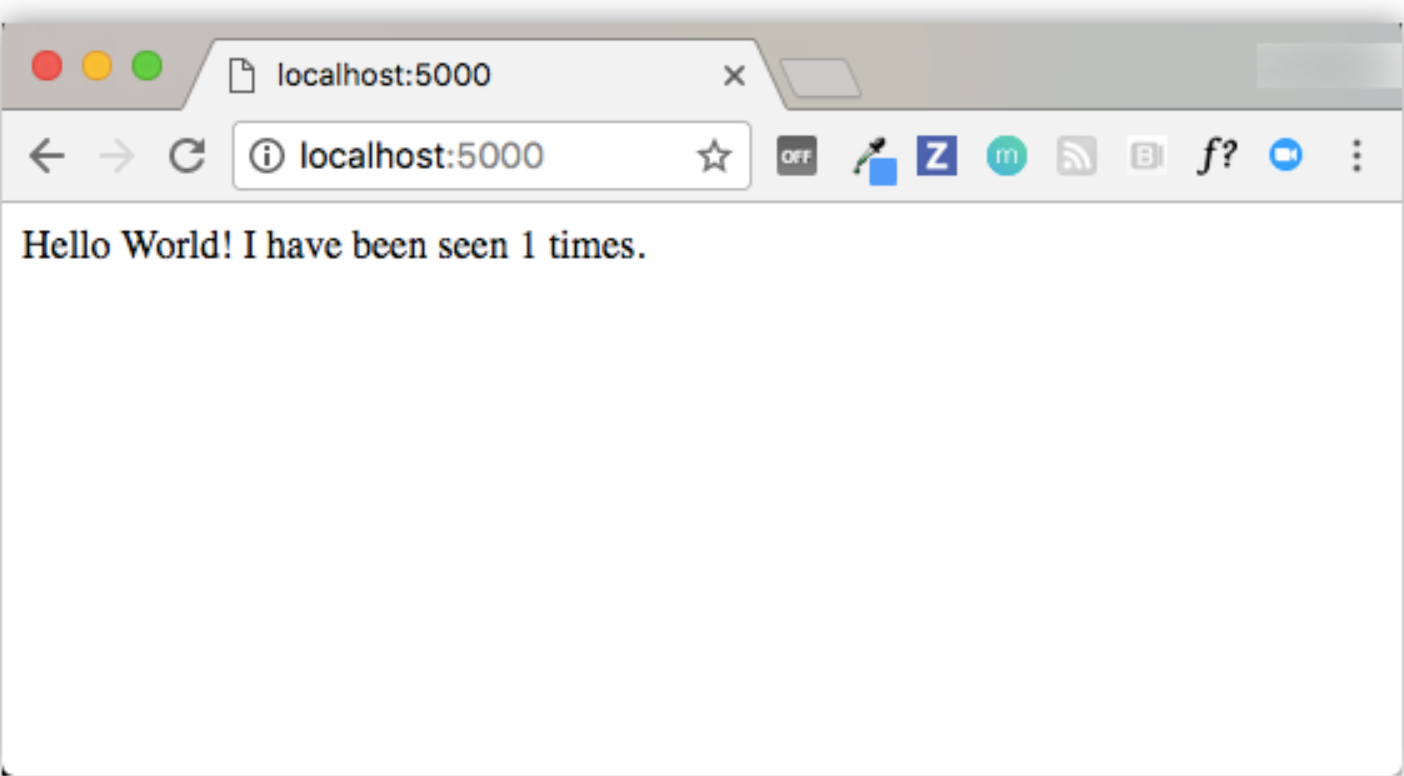 localhost:5000
localhost:5000
OFF
Z
m
B
f?
Hello World! I have been seen 1 times.